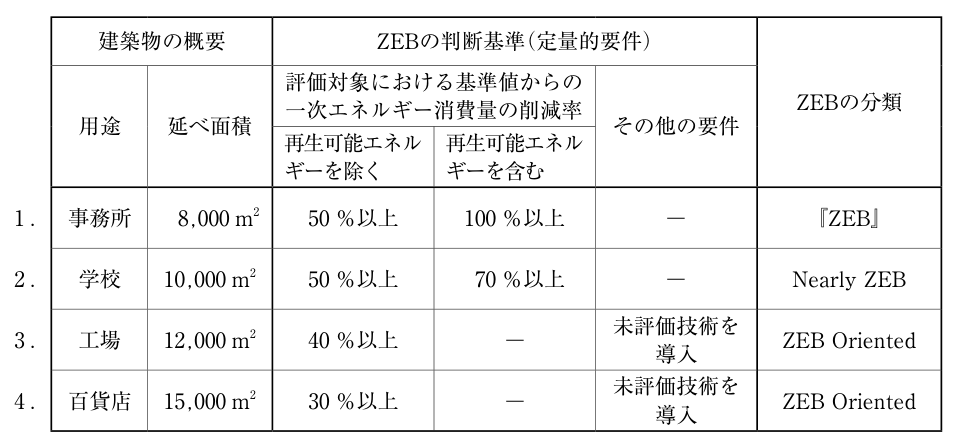 建築物の概要 ZEBの判断基準(定量的要件) ZEBの分類
用途 延べ面積 評価対象における基準値からの
一次エネルギー消費量の削減率 その他の要件
再生可能エネル
ギーを除く 再生可能エネル
ギーを含む
1. 事務所 8,000 m² 50 %以上 100 %以上 — 『ZEB』
2. 学校 10,000 m² 50 %以上 70 %以上 — Nearly ZEB
3. 工場 12,000 m² 40 %以上 — 未評価技術を
導入 ZEB Oriented
4. 百貨店 15,000 m² 30 %以上 — 未評価技術を
導入 ZEB Oriented